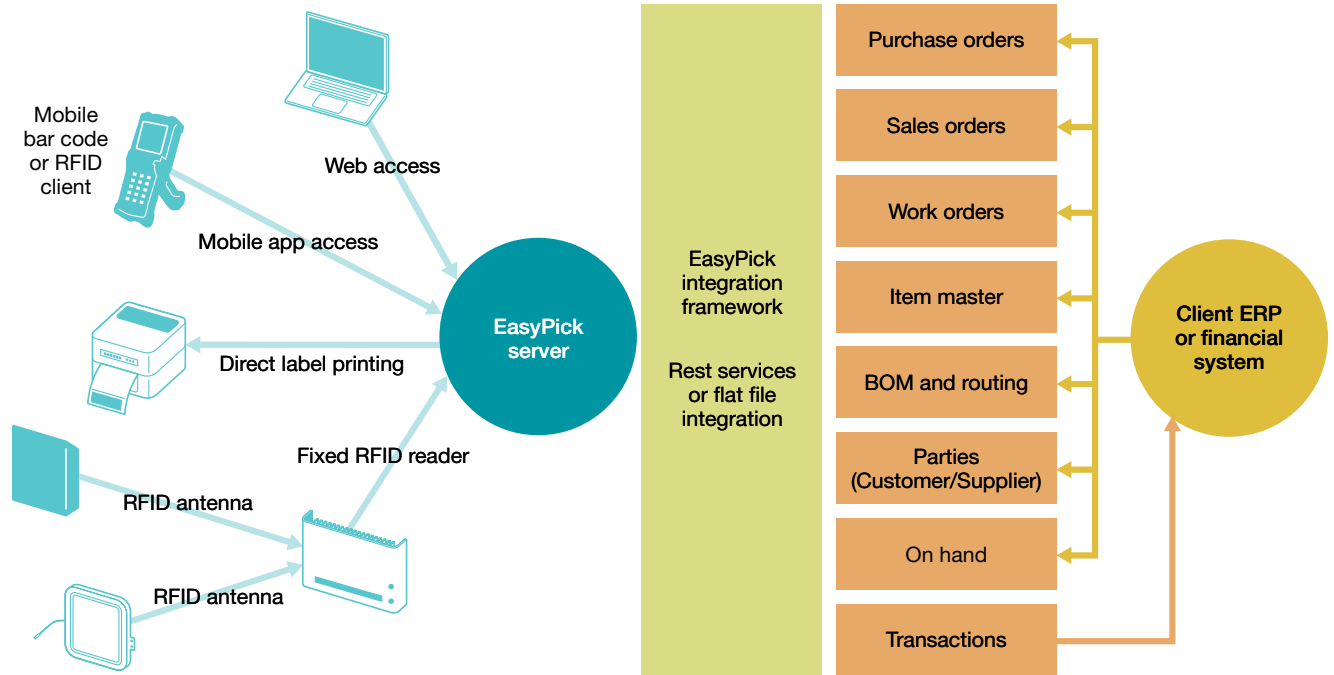 Mobile
bar code
or RFID
client
Web access
Mobile app access
EasyPick
server
Direct label printing
Fixed RFID reader
RFID antenna
RFID antenna
EasyPick
integration
framework
Rest services
or flat file
integration
Purchase orders
Sales orders
Work orders
Item master
BOM and routing
Parties
(Customer/Supplier)
On hand
Transactions
Client ERP
or financial
system